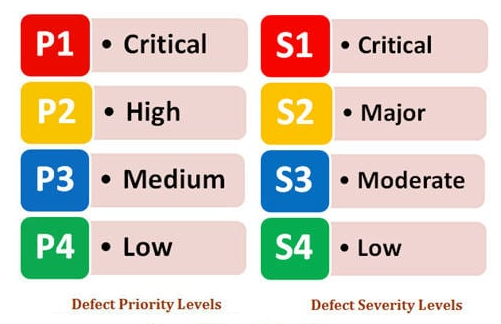 P1 • Critical
P2 • High
P3 • Medium
P4 • Low
Defect Priority Levels
S1 • Critical
S2 • Major
S3 • Moderate
S4 • Low
Defect Severity Levels